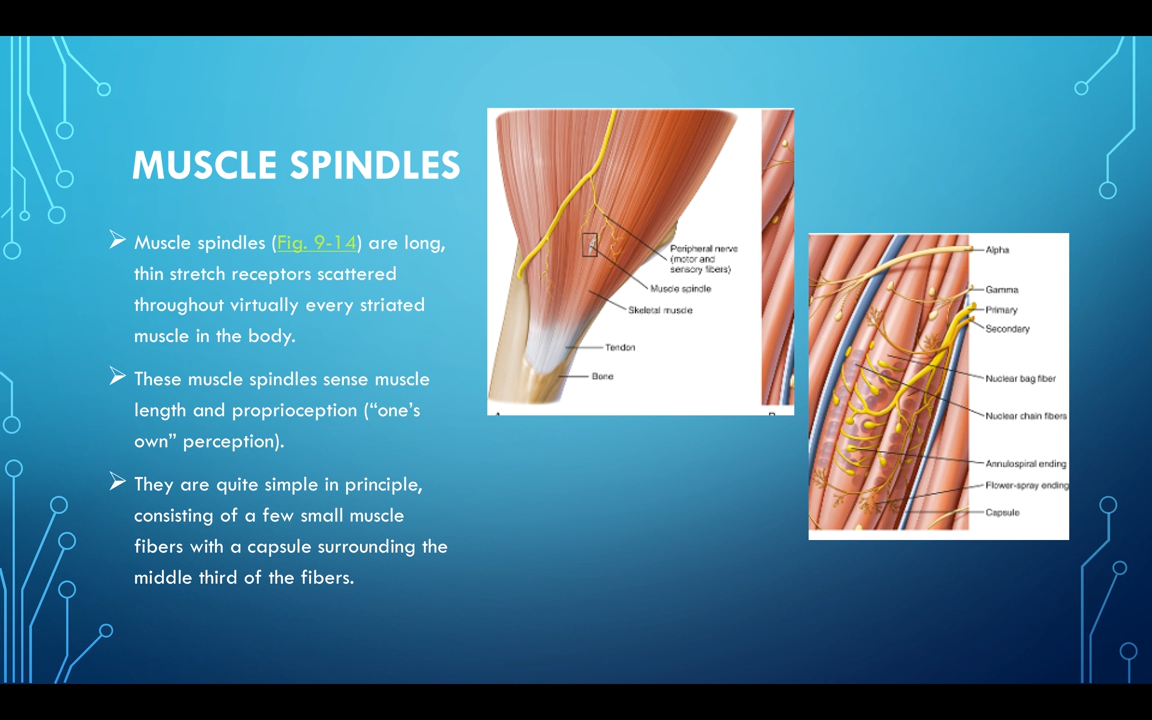 MUSCLE SPINDLES
Muscle spindles (Fig. 9-14) are long,
thin stretch receptors scattered
throughout virtually every striated
muscle in the body.
These muscle spindles sense muscle
length and proprioception (“one’s
own” perception).
They are quite simple in principle,
consisting of a few small muscle
fibers with a capsule surrounding the
middle third of the fibers.
Peripheral nerve
(motor and
sensory fibers)
Muscle spindle
Skeletal muscle
Tendon
Bone
Alpha
Gamma
Primary
Secondary
Nuclear bag fiber
Nuclear chain fibers
Annulospiral ending
Flower-spray ending
Capsule